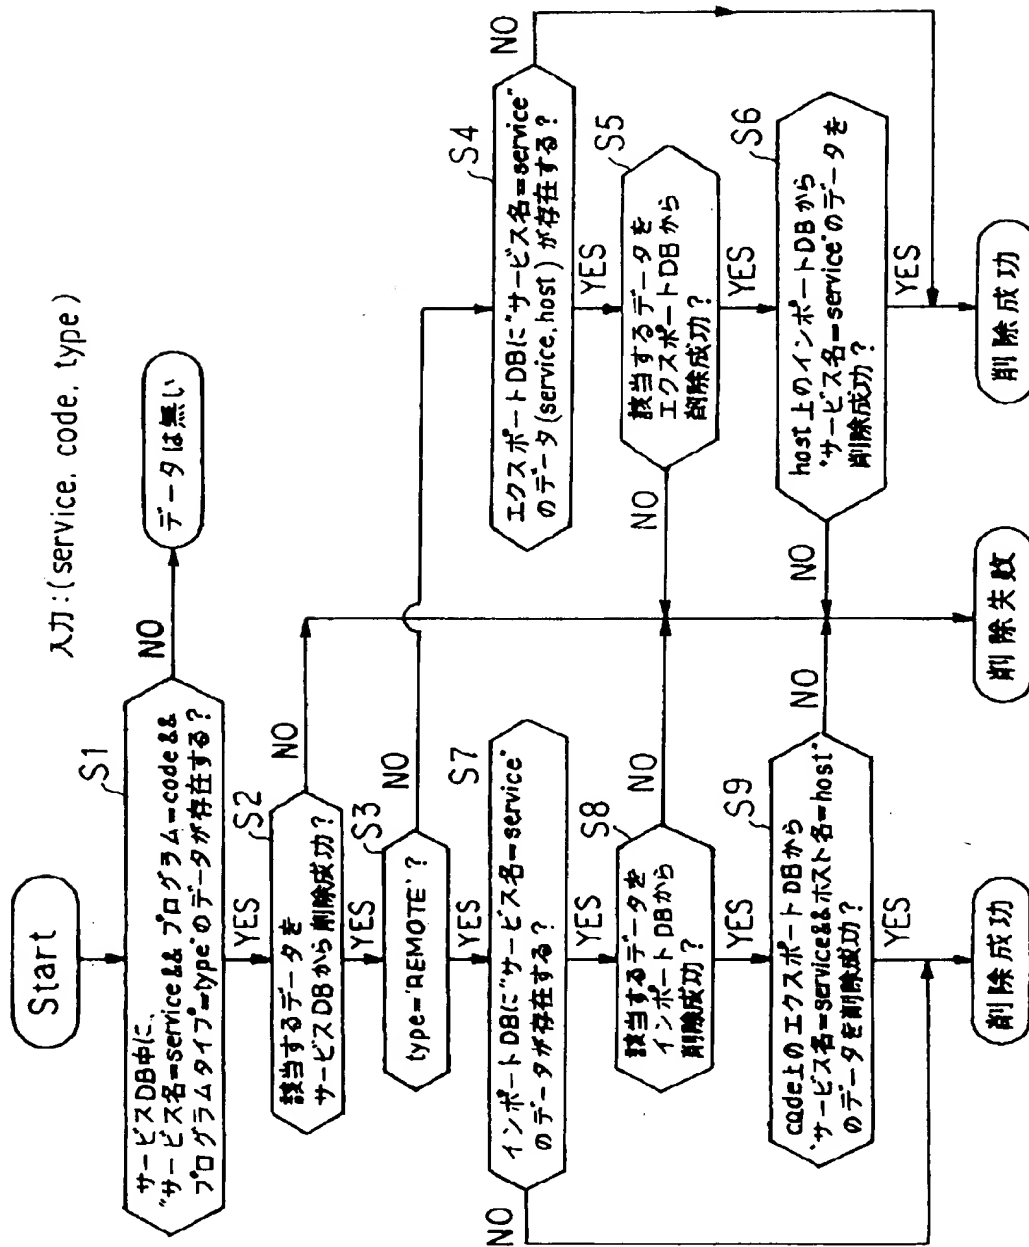 入力:(service. code. type)
Start
S1
サービスDB中に、
"サービス名=service&&プログラム=code&&
プログラムタイプ=type"のデータが存在する?
NO
データは無い
YES
S2
該当するデータを
サービスDBから削除成功?
NO
YES
S3
type='REMOTE'?
NO
YES
S4
エクスポートDBに"サービス名=service"
のデータ(service,host)が存在する?
NO
YES
S5
該当するデータを
エクスポートDBから
削除成功?
NO
YES
S6
host上のインポートDBから
"サービス名=service"のデータを
削除成功?
NO
YES
S7
インポートDBに"サービス名=service"
のデータが存在する?
NO
YES
S8
該当するデータを
インポートDBから
削除成功?
NO
YES
S9
code上のエクスポートDBから
"サービス名=service&&ホスト名=host"
のデータを削除成功?
NO
YES
削除成功
削除失敗
削除成功